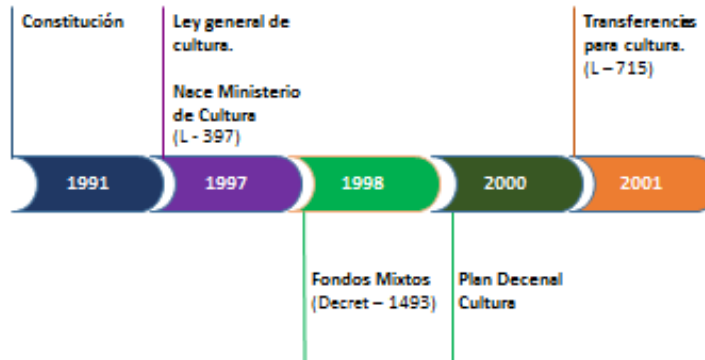 Constitución
Ley general de
cultura.
Nace Ministerio
de Cultura
(L - 397)
Transferencias
para cultura.
(L – 715)
1991
1997
1998
2000
2001
Fondos Mixtos
(Decret – 1493)
Plan Decenal
Cultura